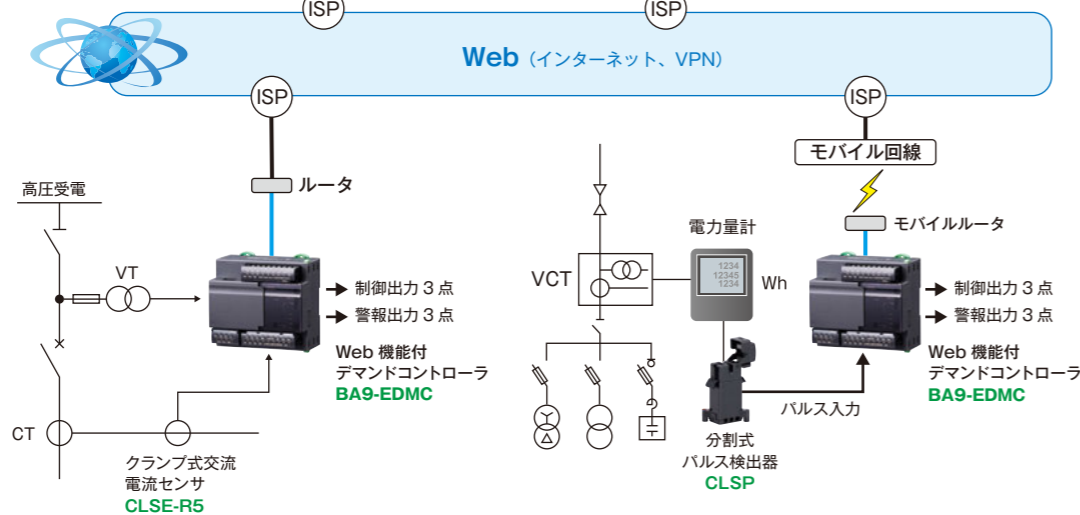 ISP
ISP
Web（インターネット、VPN）
ISP
ISP
モバイル回線
ルータ
モバイルルータ
高圧受電
VT
制御出力 3 点
警報出力 3 点
Web 機能付
デマンドコントローラ
BA9-EDMC
CT
クランプ式交流
電流センサ
CLSE-R5
電力量計
1234
12345
1234
Wh
VCT
制御出力 3 点
警報出力 3 点
Web 機能付
デマンドコントローラ
BA9-EDMC
パルス入力
分割式
パルス検出器
CLSP